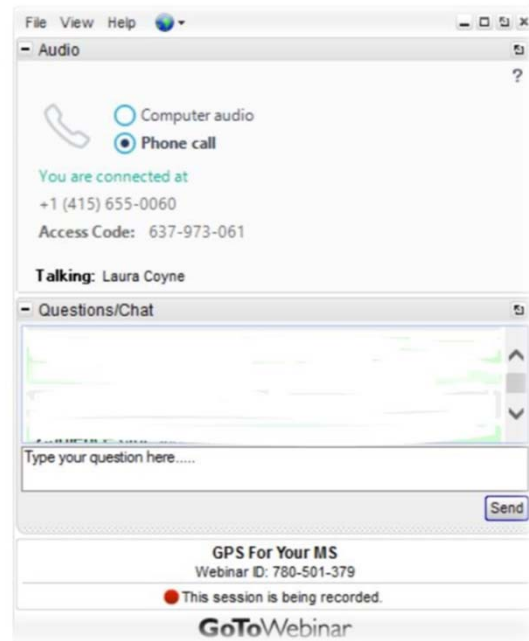 File View Help
Audio
?
Computer audio
Phone call
You are connected at
+1 (415) 655-0060
Access Code: 637-973-061
Talking: Laura Coyne
Questions/Chat
Type your question here.....
Send
GPS For Your MS
Webinar ID: 780-501-379
This session is being recorded.
GoToWebinar